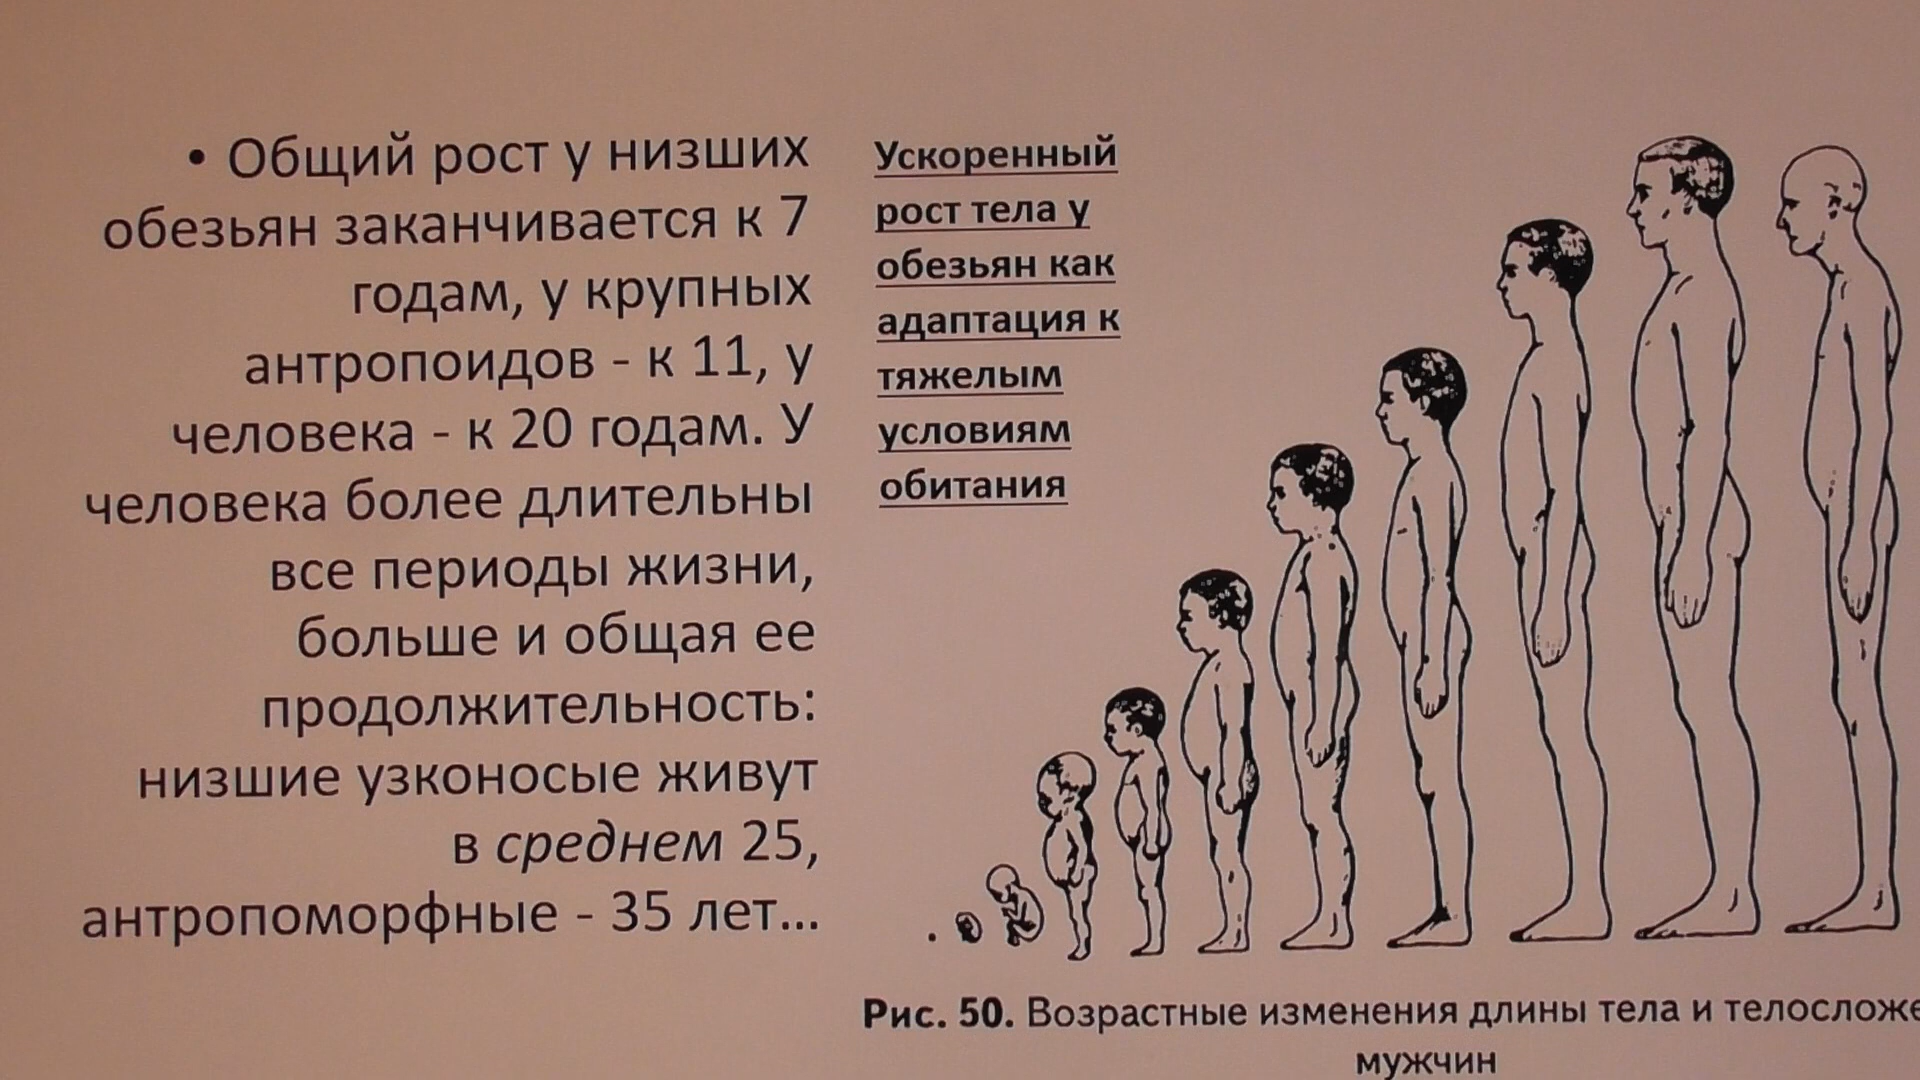 • Общий рост у низших
обезьян заканчивается к 7
годам, у крупных
антропоидов - к 11, у
человека - к 20 годам. У
человека более длительны
все периоды жизни,
больше и общая ее
продолжительность:
низшие узконосые живут
в среднем 25,
антропоморфные - 35 лет...
Ускоренный
рост тела у
обезьян как
адаптация к
тяжелым
условиям
обитания
Рис. 50. Возрастные изменения длины тела и телосложе
мужчин